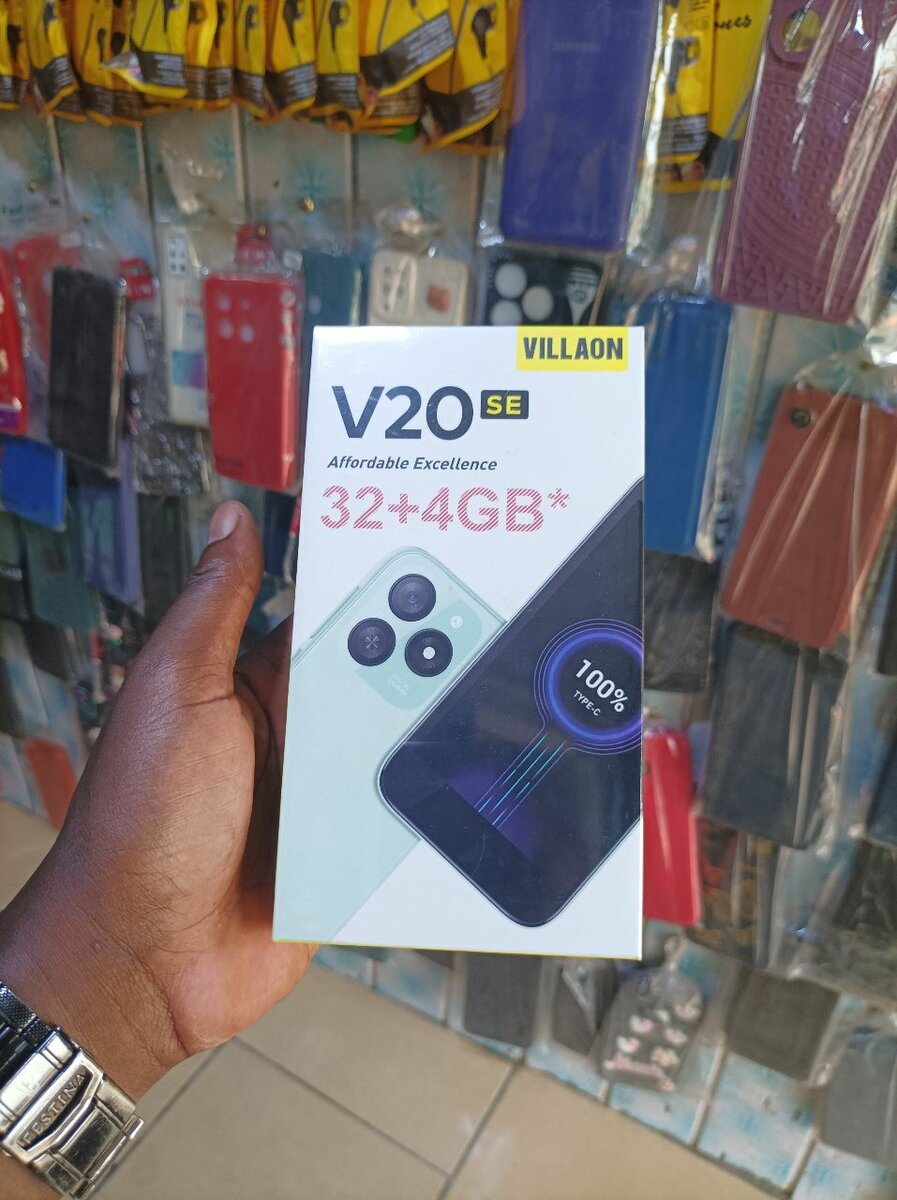 VILLAON
V20 SE
Affordable Excellence
32+4GB*
100%
TYPE-C
FESTINA